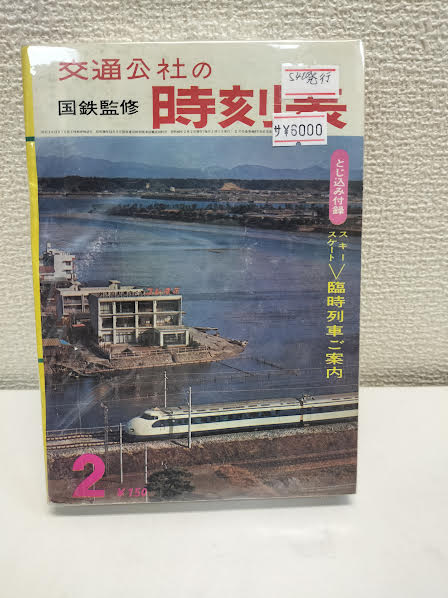 交通公社の
国鉄監修
時刻表
S41発行
サ¥6000
とじ込み付録
スキー
スケート
臨時列車ご案内
2
¥150